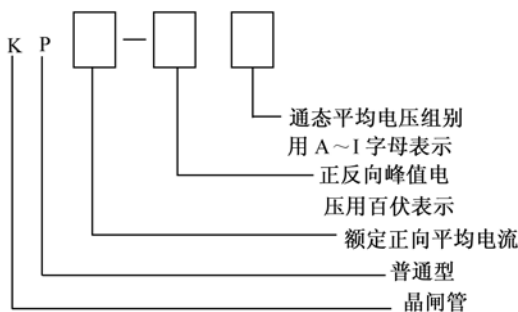 K P
通态平均电压组别
用 A～I 字母表示
正反向峰值电
压用百伏表示
额定正向平均电流
普通型
晶闸管